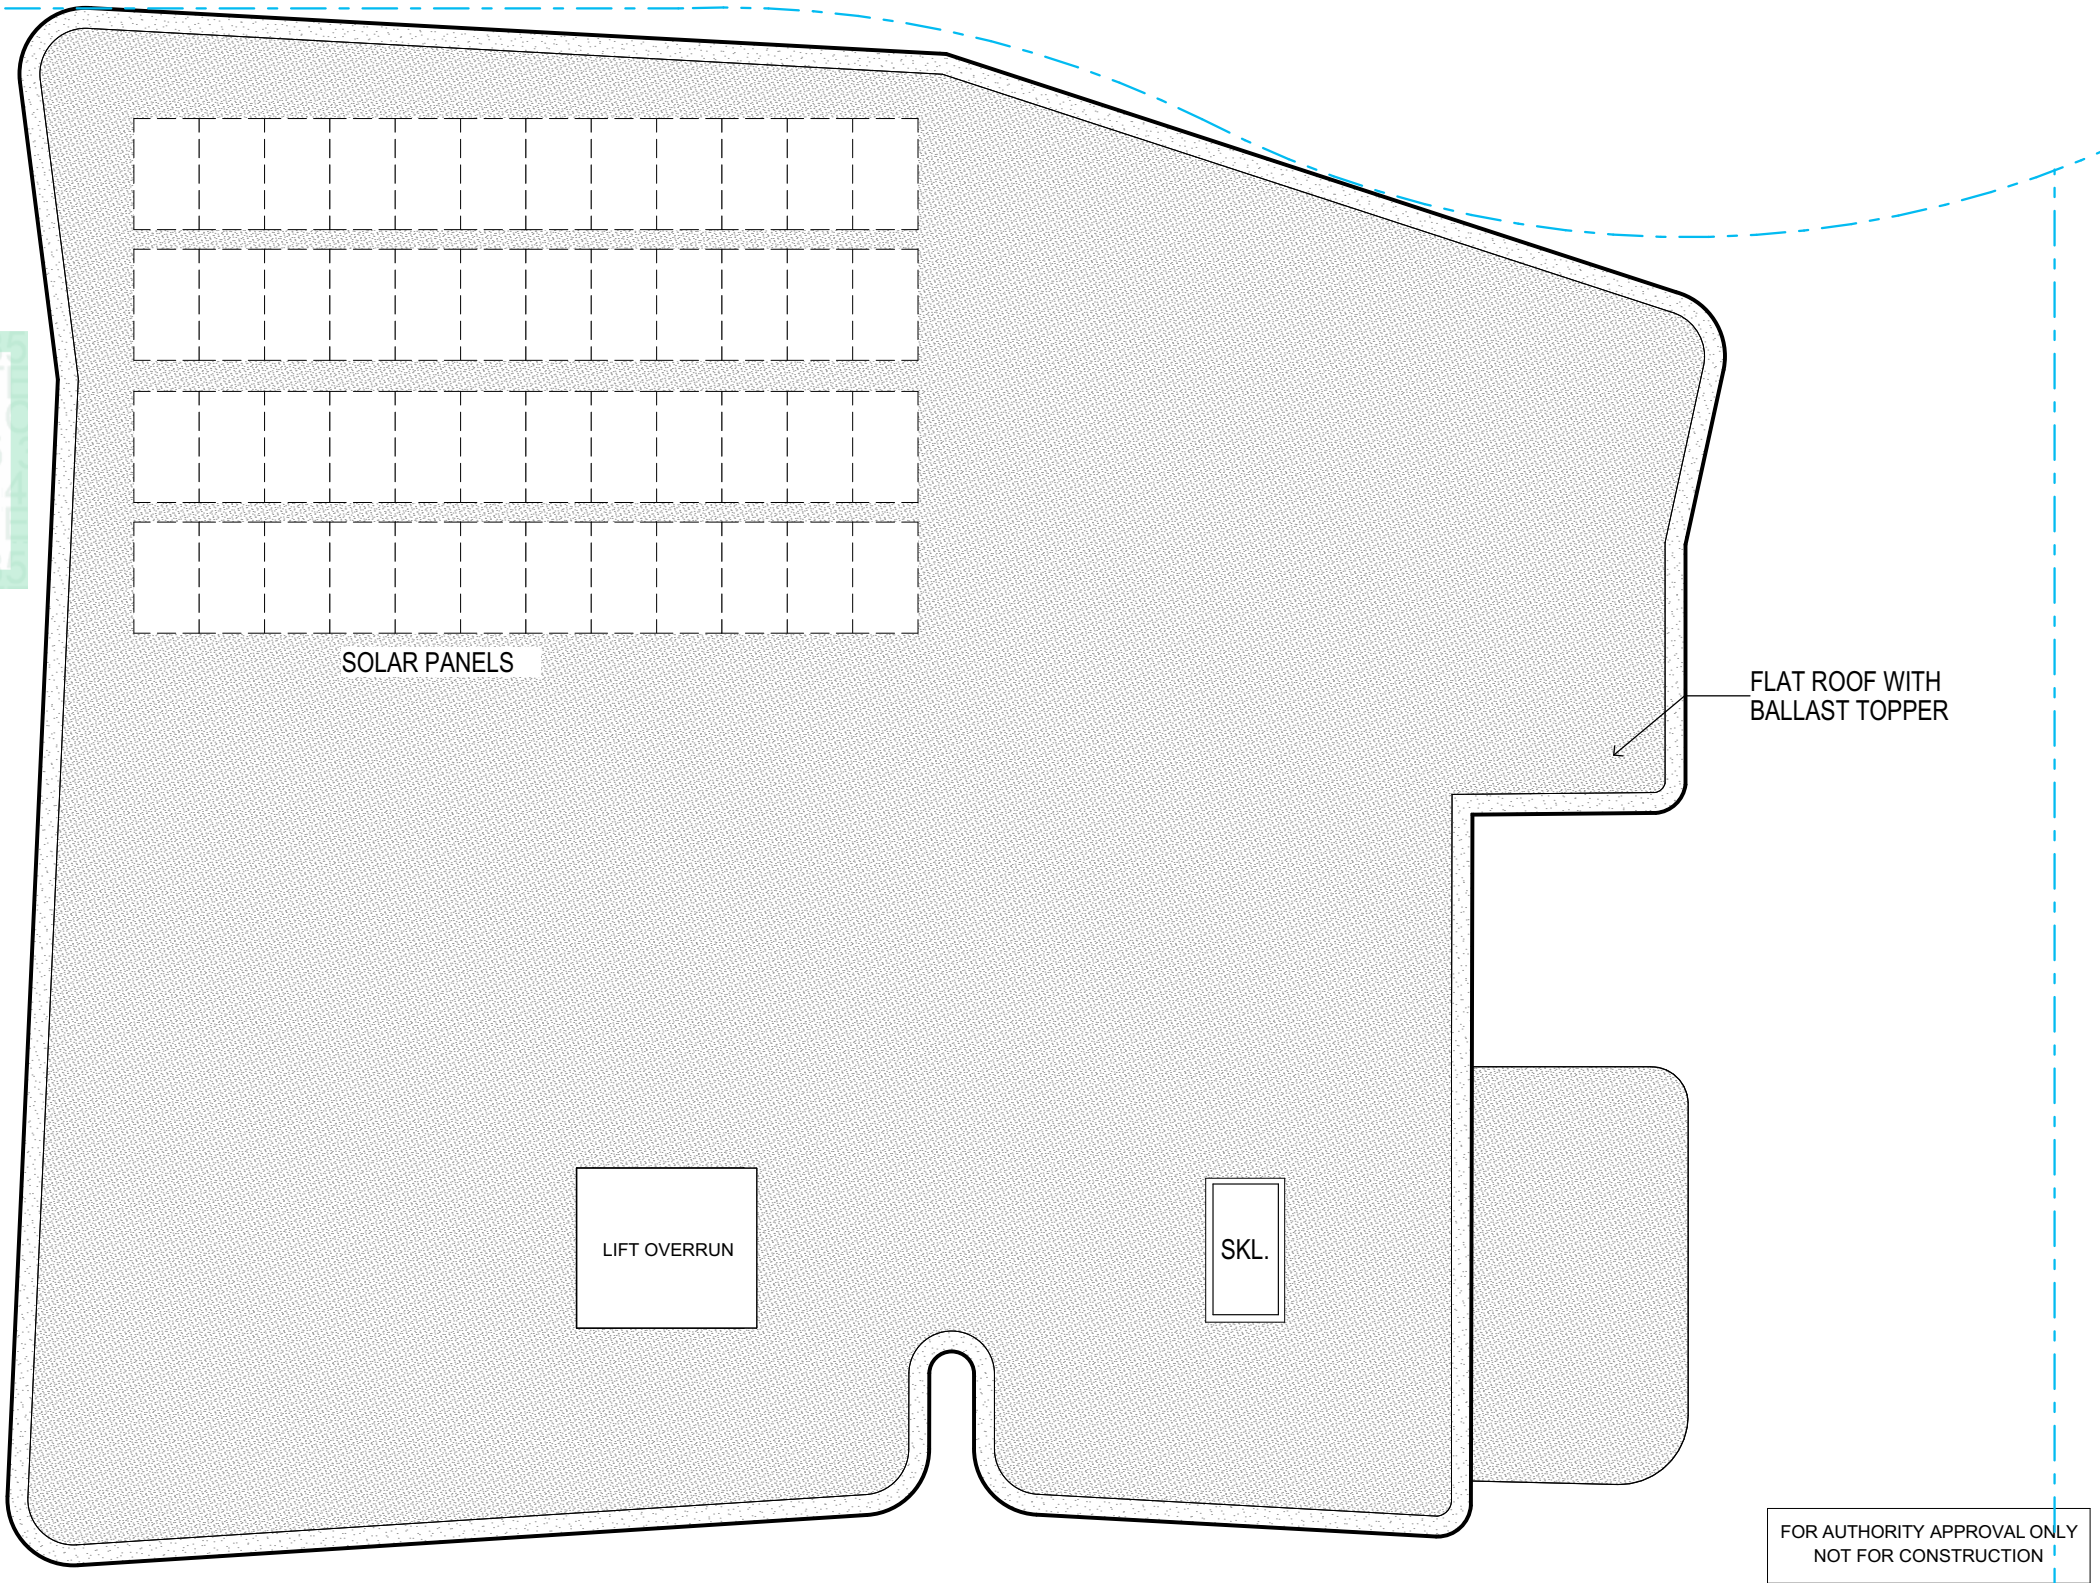 SOLAR PANELS
FLAT ROOF WITH
BALLAST TOPPER
LIFT OVERRUN
SKL.
FOR AUTHORITY APPROVAL ONLY
NOT FOR CONSTRUCTION